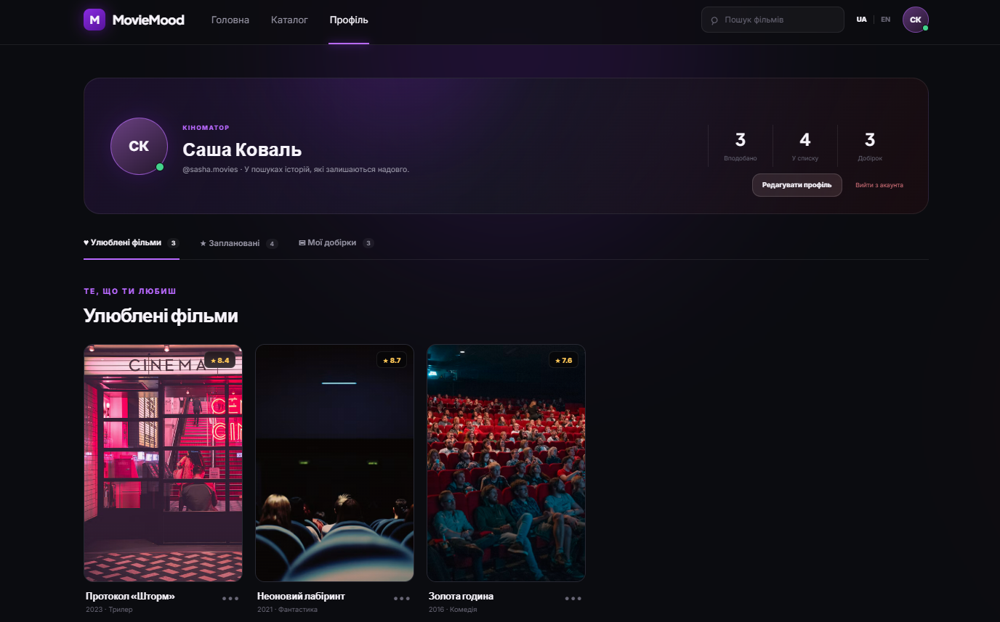 M MovieMood Головна Каталог Профіль Пошук фільмів UA EN СК
КІНОМАТОР
СК
Саша Коваль
@sasha.movies · У пошуках історій, які залишаються надовго.
3 4 3
Вподобано У списку Добірок
Редагувати профіль Вийти з акаунта
♥ Улюблені фільми 3 ★ Заплановані 4 Мої добірки 3
ТЕ, ЩО ТИ ЛЮБИШ
Улюблені фільми
CINEMA ★ 8.4 ★ 8.7 ★ 7.6
CEN
CIN
Протокол «Шторм» ••• Неоновий лабіринт ••• Золота година •••
2023 · Трилер 2021 · Фантастика 2016 · Комедія